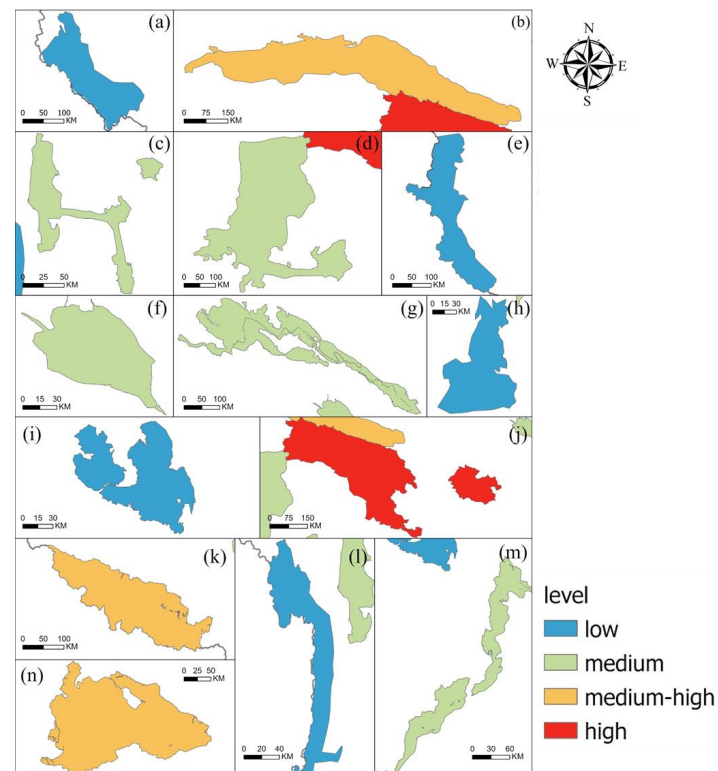 (a)
0 50 100
KM
(b)
0 75 150
KM
N
W E
S
(c)
0 25 50
KM
(d)
0 50 100
KM
(e)
0 50 100
KM
(f)
0 15 30
KM
(g)
0 50 100
KM
(h)
0 15 30
KM
(i)
0 15 30
KM
(j)
0 75 150
KM
(k)
0 50 100
KM
(l)
0 20 40
KM
(m)
0 30 60
KM
(n)
0 25 50
KM
level
low
medium
medium-high
high